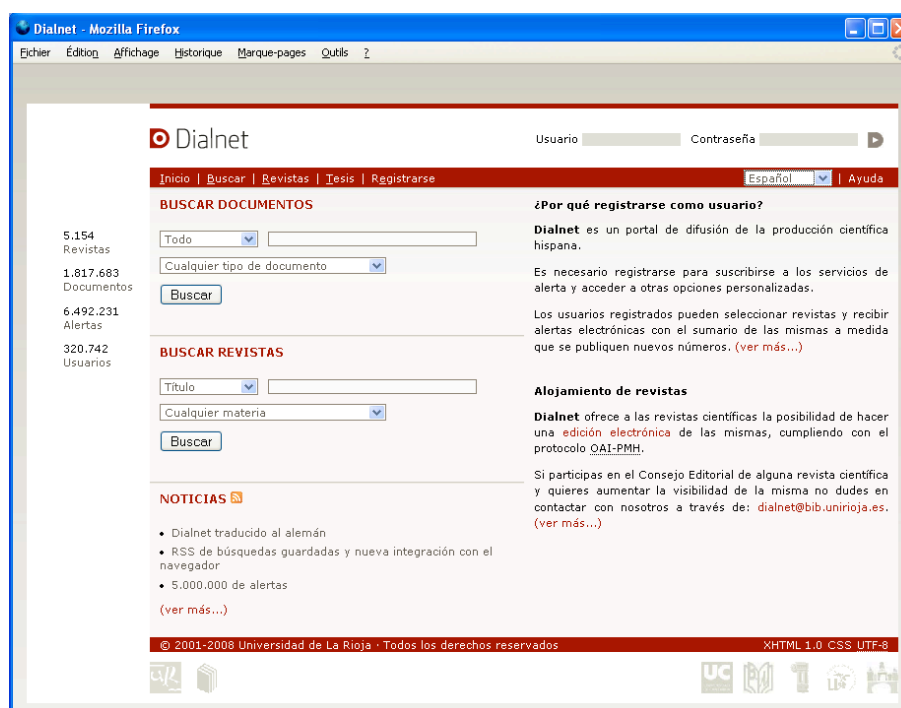 Dialnet - Mozilla Firefox
Fichier Édition Affichage Historique Marque-pages Outils ?
Dialnet
Usuario Contraseña
Inicio | Buscar | Revistas | Tesis | Registrarse
Español | Ayuda
5.154
Revistas
1.817.683
Documentos
6.492.231
Alertas
320.742
Usuarios
BUSCAR DOCUMENTOS
Todo
Cualquier tipo de documento
Buscar
BUSCAR REVISTAS
Título
Cualquier materia
Buscar
NOTICIAS
• Dialnet traducido al alemán
• RSS de búsquedas guardadas y nueva integración con el
navegador
• 5.000.000 de alertas
(ver más...)
¿Por qué registrarse como usuario?
Dialnet es un portal de difusión de la producción científica
hispana.
Es necesario registrarse para suscribirse a los servicios de
alerta y acceder a otras opciones personalizadas.
Los usuarios registrados pueden seleccionar revistas y recibir
alertas electrónicas con el sumario de las mismas a medida
que se publiquen nuevos números. (ver más...)
Alojamiento de revistas
Dialnet ofrece a las revistas científicas la posibilidad de hacer
una edición electrónica de las mismas, cumpliendo con el
protocolo OAI-PMH.
Si participas en el Consejo Editorial de alguna revista científica
y quieres aumentar la visibilidad de la misma no dudes en
contactar con nosotros a través de: dialnet@bib.unirioja.es.
(ver más...)
© 2001-2008 Universidad de La Rioja · Todos los derechos reservados
XHTML 1.0 CSS UTF-8
UC